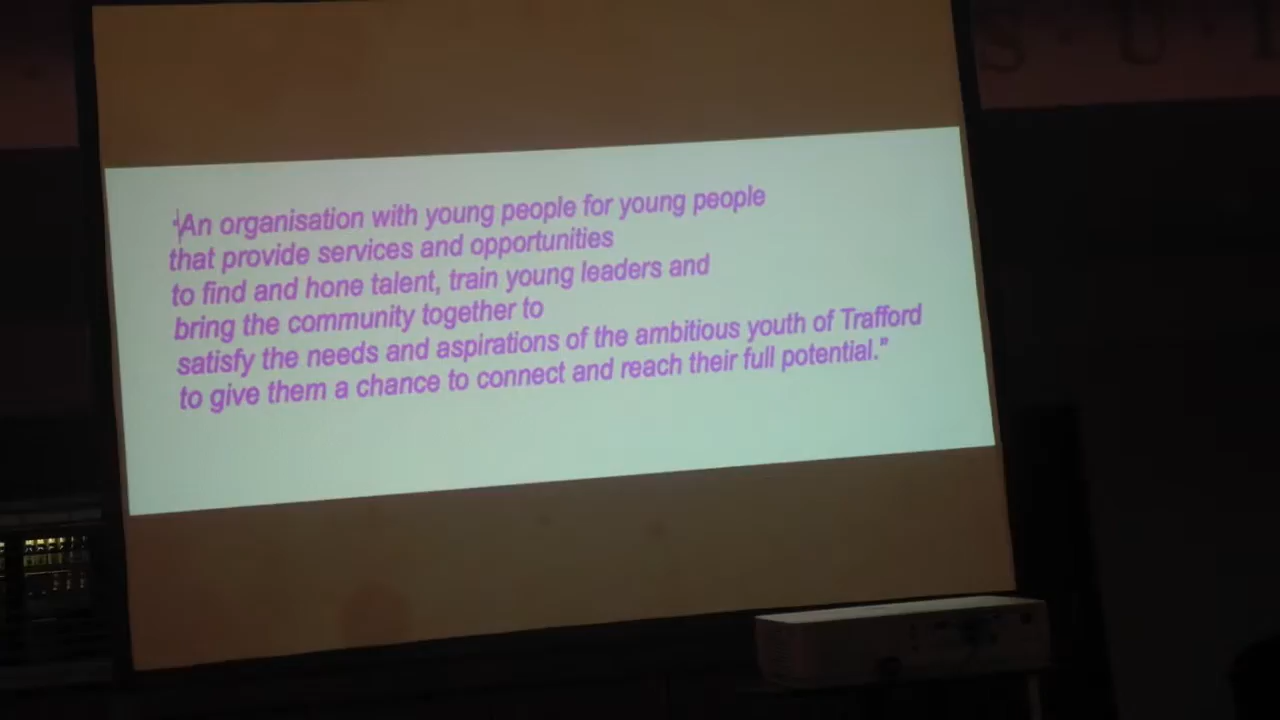 "An organisation with young people for young people
that provide services and opportunities
to find and hone talent, train young leaders and
bring the community together to
satisfy the needs and aspirations of the ambitious youth of Trafford
to give them a chance to connect and reach their full potential."
S · U ·